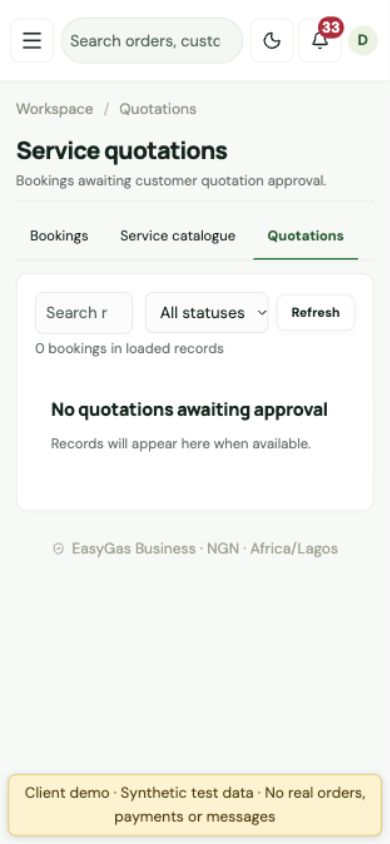 Search orders, custc
33
D
Workspace / Quotations
Service quotations
Bookings awaiting customer quotation approval.
Bookings Service catalogue Quotations
Search r All statuses Refresh
0 bookings in loaded records
No quotations awaiting approval
Records will appear here when available.
EasyGas Business · NGN · Africa/Lagos
Client demo · Synthetic test data · No real orders,
payments or messages